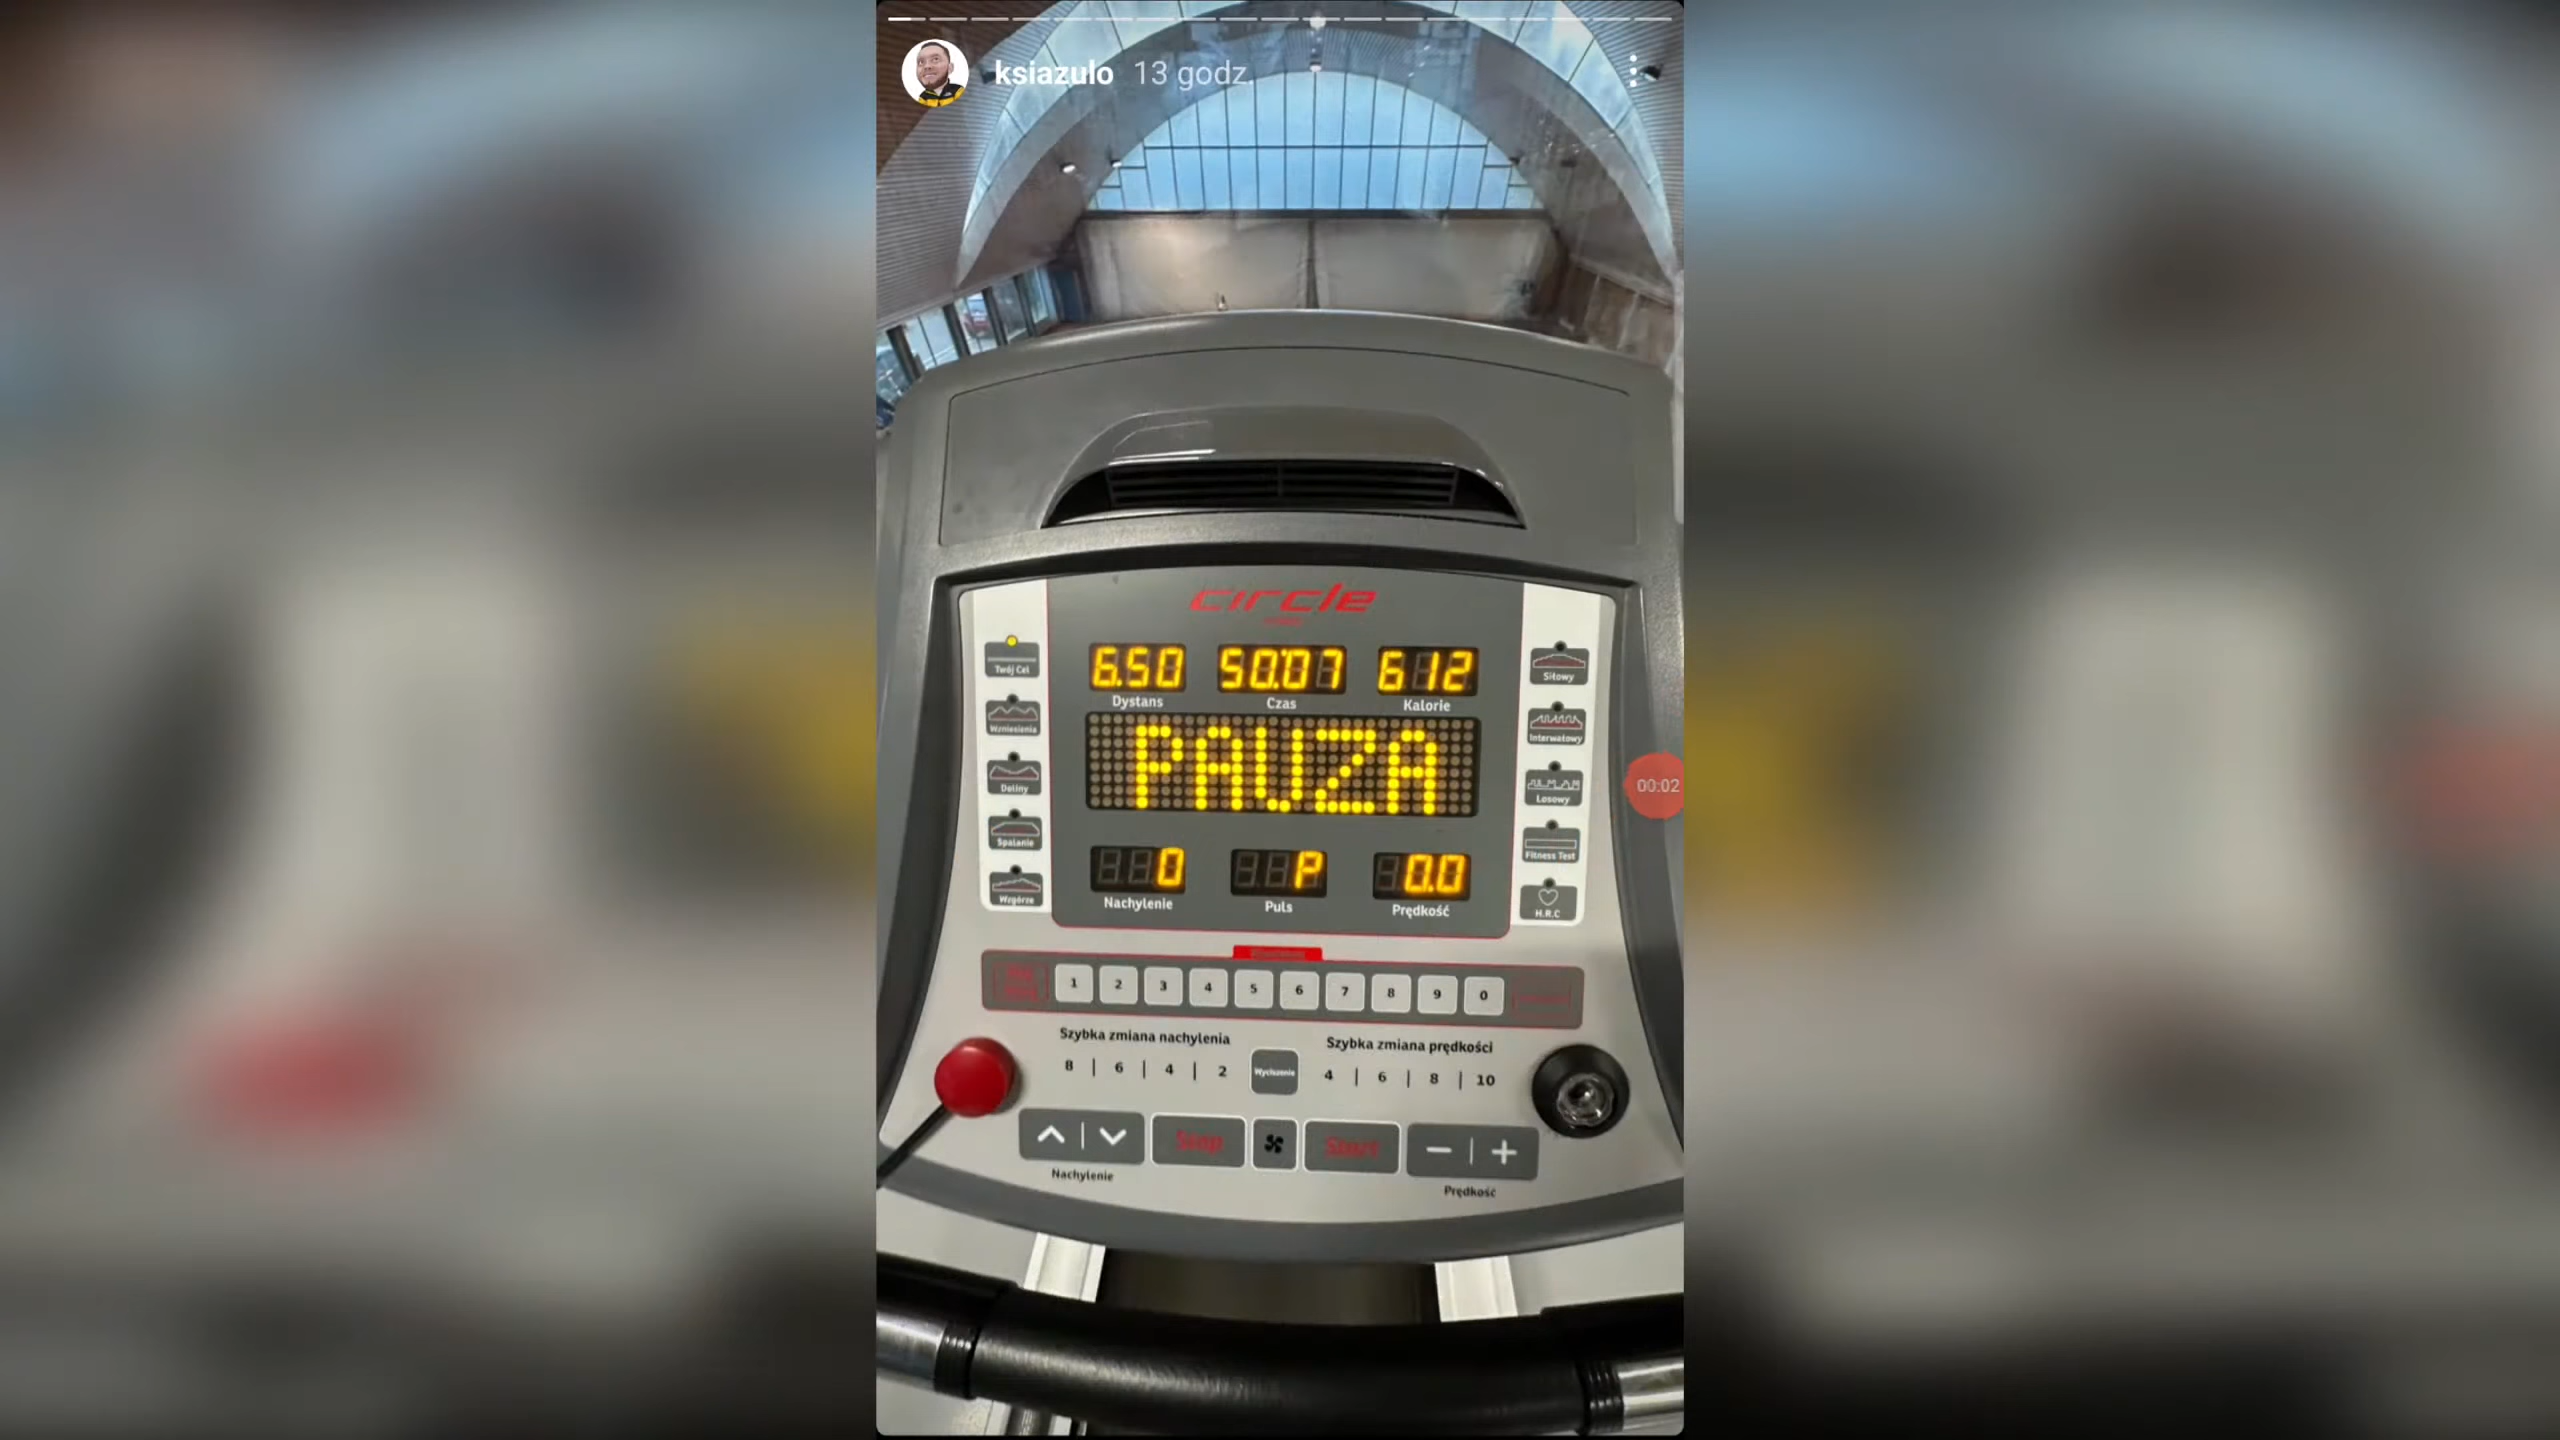 ksiazulo 13 godz.
circle
6.50 50:07 612
Dystans Czas Kalorie
PAUZA
0 P 0.0
Nachylenie Puls Prędkość
Twój Cel
Wzniesienia
Doliny
Spalanie
Wzgórze
Siłowy
Interwałowy
Losowy
Fitness Test
H.R.C
1 2 3 4 5 6 7 8 9 0
Szybka zmiana nachylenia
8 | 6 | 4 | 2
Wyciszenie
Szybka zmiana prędkości
4 | 6 | 8 | 10
Stop
Start
Nachylenie
Prędkość
00:02